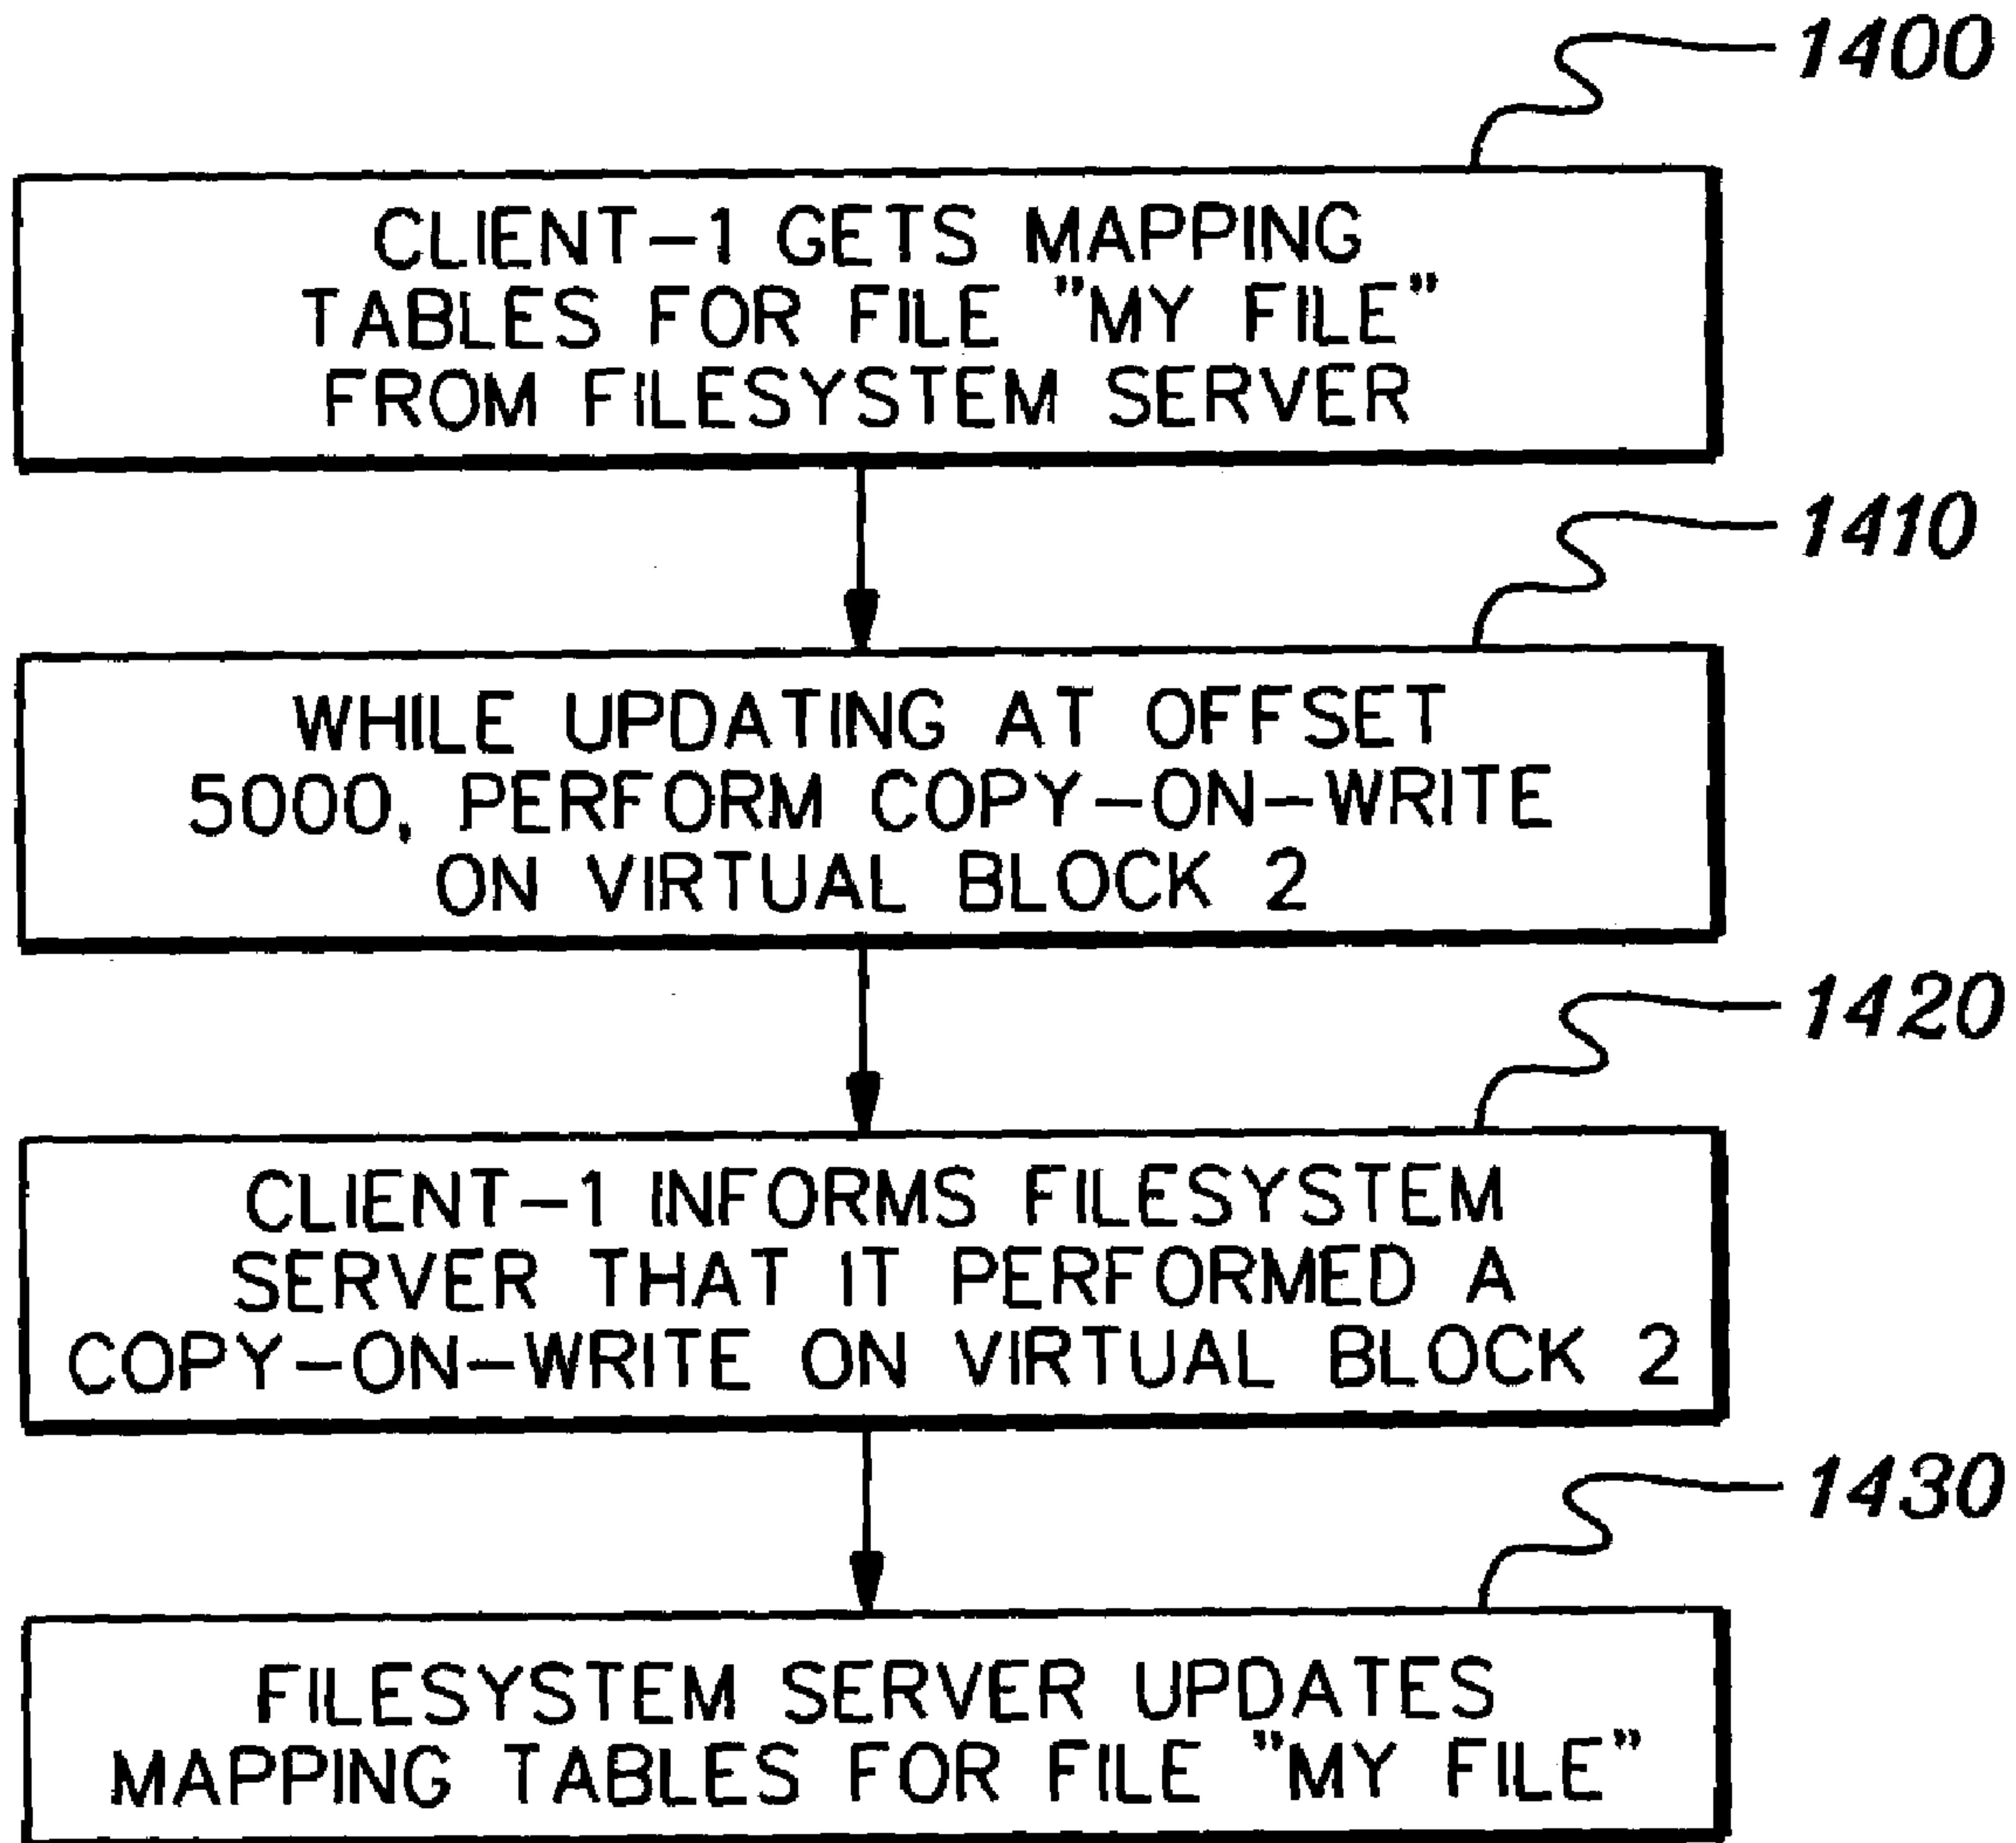 1400
CLIENT-1 GETS MAPPING
TABLES FOR FILE "MY FILE"
FROM FILESYSTEM SERVER
1410
WHILE UPDATING AT OFFSET
5000, PERFORM COPY-ON-WRITE
ON VIRTUAL BLOCK 2
1420
CLIENT-1 INFORMS FILESYSTEM
SERVER THAT IT PERFORMED A
COPY-ON-WRITE ON VIRTUAL BLOCK 2
1430
FILESYSTEM SERVER UPDATES
MAPPING TABLES FOR FILE "MY FILE"